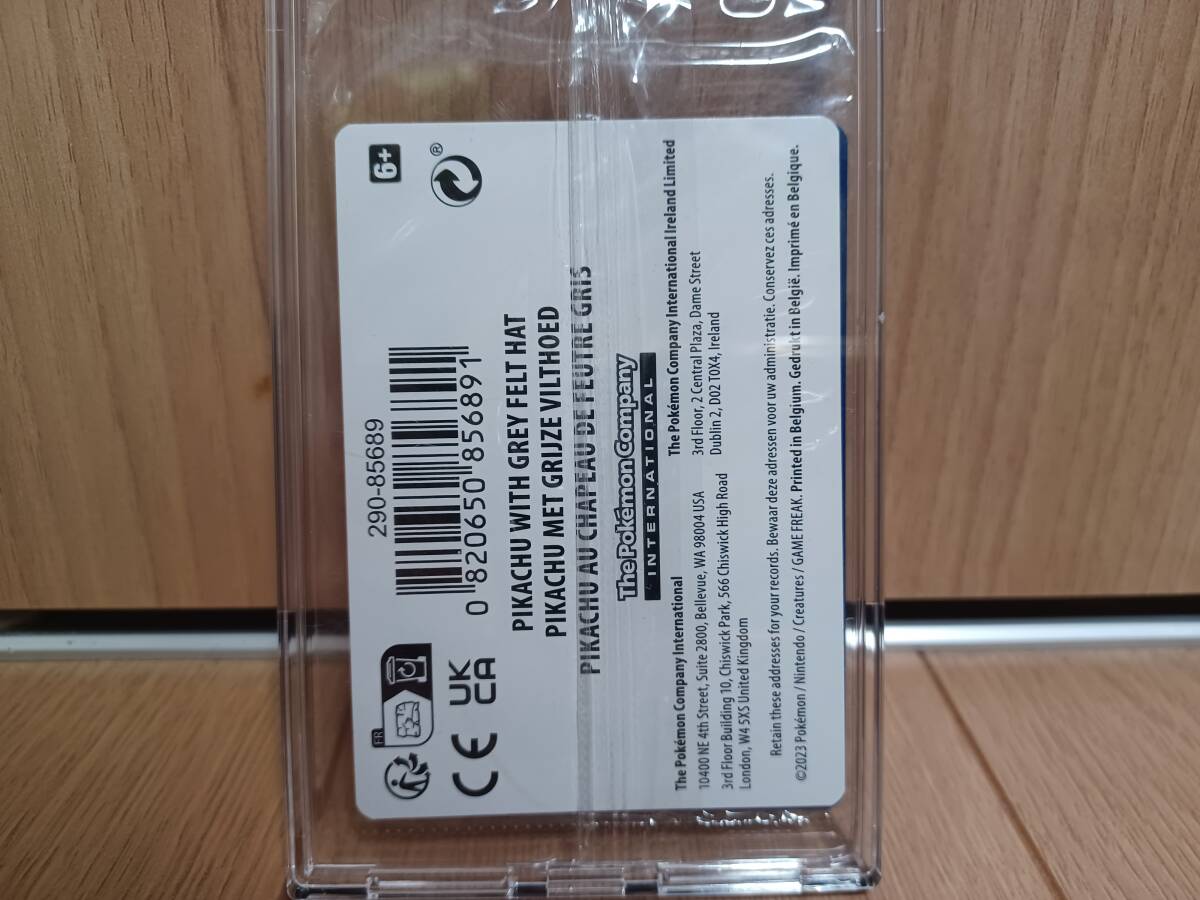 FR
CE
UK
CA
290-85689
0 820650 856891
6+
®
PIKACHU WITH GREY FELT HAT
PIKACHU MET GRIJZE VILTHOED
PIKACHU AU CHAPEAU DE FEUTRE GRIS
The Pokémon Company
INTERNATIONAL
The Pokémon Company International
10400 NE 4th Street, Suite 2800, Bellevue, WA 98004 USA
3rd Floor Building 10, Chiswick Park, 566 Chiswick High Road
London, W4 5XS United Kingdom
The Pokémon Company International Ireland Limited
3rd Floor, 2 Central Plaza, Dame Street
Dublin 2, D02 T0X4, Ireland
Retain these addresses for your records. Bewaar deze adressen voor uw administratie. Conservez ces adresses.
©2023 Pokémon / Nintendo / Creatures / GAME FREAK. Printed in Belgium. Gedrukt in België. Imprimé en Belgique.